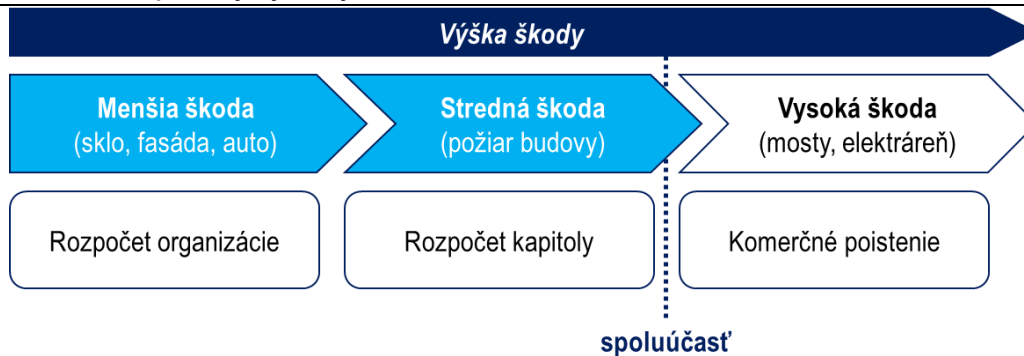 Výška škody
Menšia škoda
(sklo, fasáda, auto)
Stredná škoda
(požiar budovy)
Vysoká škoda
(mosty, elektráreň)
Rozpočet organizácie
Rozpočet kapitoly
Komerčné poistenie
spoluúčasť